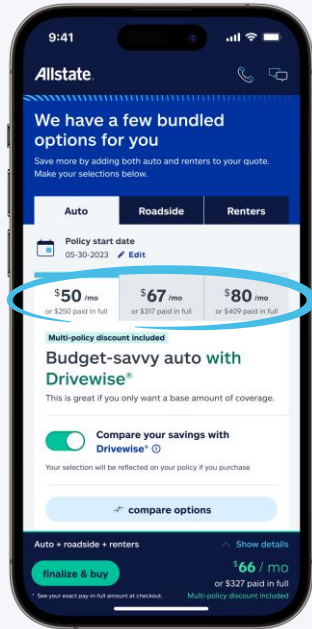 9:41
Allstate.
We have a few bundled
options for you
Save more by adding both auto and renters to your quote.
Make your selections below.
Auto Roadside Renters
Policy start date
05-30-2023 Edit
$50 /mo $67 /mo $80 /mo
or $250 paid in full or $317 paid in full or $409 paid in full
Multi-policy discount included
Budget-savvy auto with
Drivewise®
This is great if you only want a base amount of coverage.
Compare your savings with
Drivewise®
Your selection will be reflected on your policy if you purchase
compare options
Auto + roadside + renters Show details
finalize & buy $66 / mo
or $327 paid in full
* See your exact pay-in-full amount at checkout. Multi-policy discount included